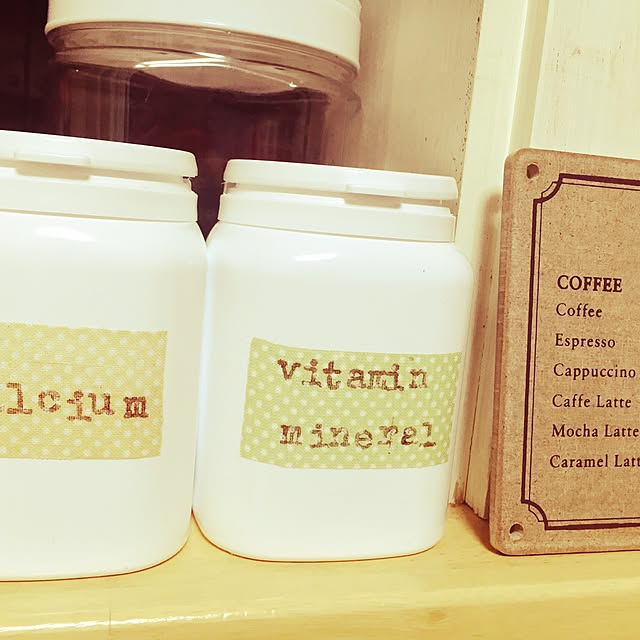 lcium
vitamin
mineral
COFFEE
Coffee
Espresso
Cappuccino
Caffe Latte
Mocha Latte
Caramel Latt